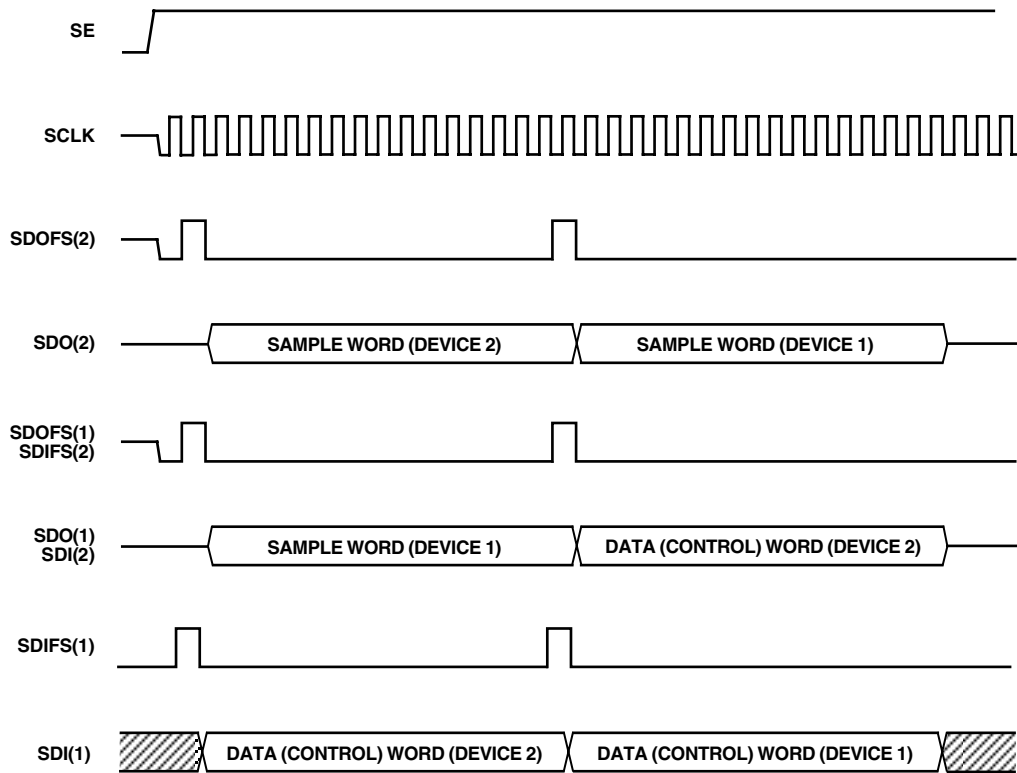 SE
SCLK
SDOFS(2)
SDO(2)
SAMPLE WORD (DEVICE 2)
SAMPLE WORD (DEVICE 1)
SDOFS(1)
SDIFS(2)
SDO(1)
SDI(2)
SAMPLE WORD (DEVICE 1)
DATA (CONTROL) WORD (DEVICE 2)
SDIFS(1)
SDI(1)
DATA (CONTROL) WORD (DEVICE 2)
DATA (CONTROL) WORD (DEVICE 1)